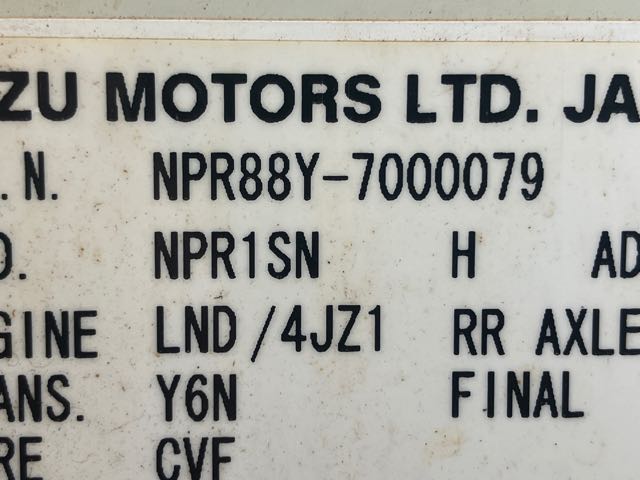 ZU MOTORS LTD. JA
.N. NPR88Y-7000079
O. NPR1SN H AD
GINE LND/4JZ1 RR AXLE
ANS. Y6N FINAL
RE CVF